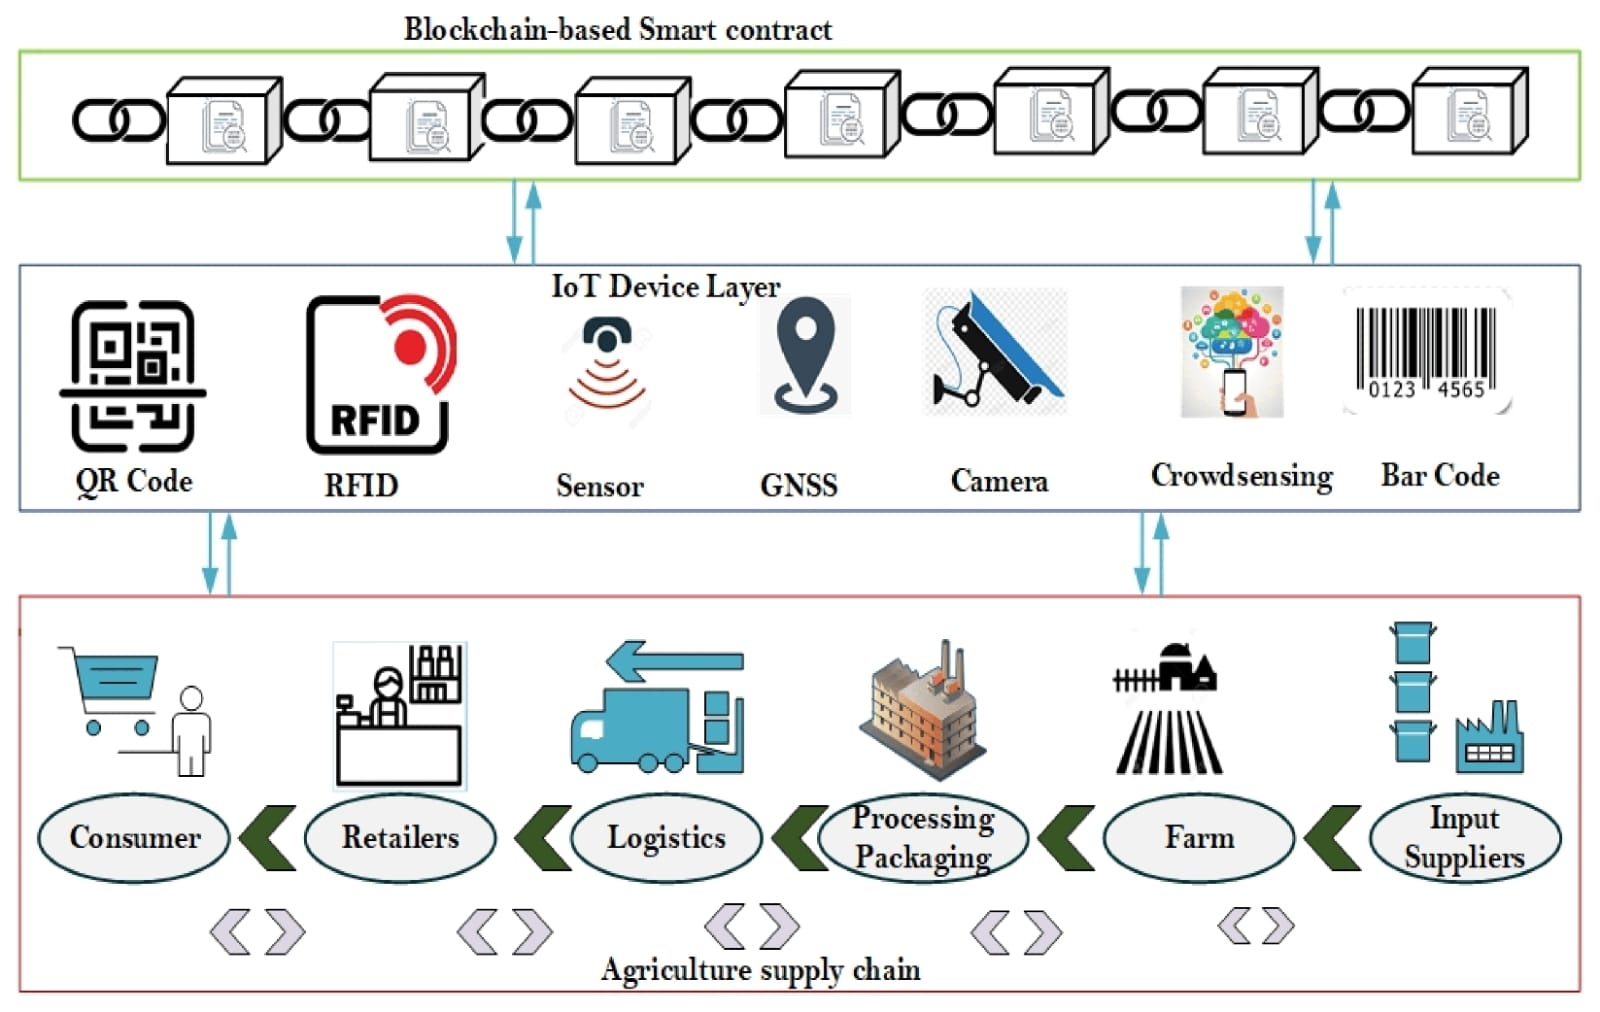 Blockchain-based Smart contract
IoT Device Layer
RFID
0123 4565
QR Code
RFID
Sensor
GNSS
Camera
Crowdsensing
Bar Code
Consumer
Retailers
Logistics
Processing
Packaging
Farm
Input
Suppliers
Agriculture supply chain